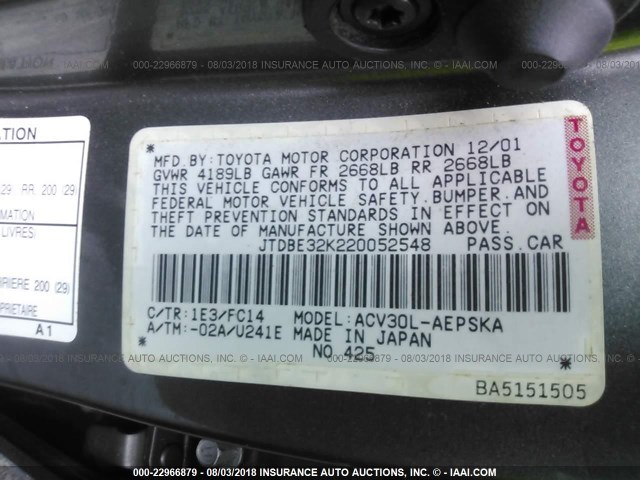 000-22966879 - 08/03/2018 - INSURANCE AUTO AUCTIONS, INC. - IAAI.COM
ATION
29 RR 200 (29
RMATION
LIVRES)
RRIERE 200 (29)
PRIETAIRE
A1
MFD.BY:TOYOTA MOTOR CORPORATION 12/01
GVWR 4189LB GAWR FR 2668LB RR 2668LB
THIS VEHICLE CONFORMS TO ALL APPLICABLE
FEDERAL MOTOR VEHICLE SAFETY,BUMPER,AND
THEFT PREVENTION STANDARDS IN EFFECT ON
THE DATE OF MANUFACTURE SHOWN ABOVE.
JTDBE32K220052548 PASS.CAR
TOYOTA
C/TR:1E3/FC14 MODEL:ACV30L-AEPSKA
A/TM:-02A/U241E MADE IN JAPAN
NO.425
BA5151505
000-22966879 - 08/03/2018 - INSURANCE AUTO AUCTIONS, INC. - IAAI.COM